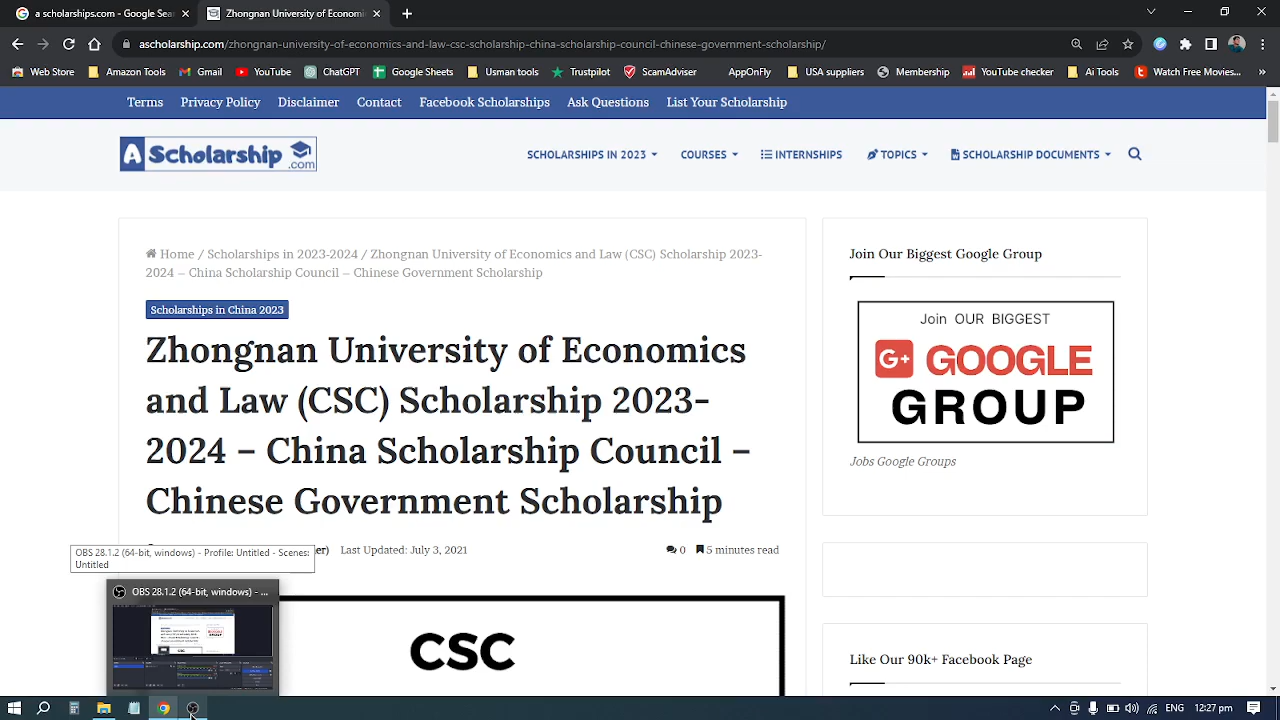 a scholorships.com - Google
Zhongnan University of Economic
ascholarship.com/zhongnan-university-of-economics-and-law-csc-scholarship-china-scholarship-council-chinese-government-scholarship/
Web Store
Amazon Tools
Gmail
YouTube
ChatGPT
Google Sheets
Usman tools
Trustpilot
ScamAdviser
AppOnFly
USA suppliers
Members
YouTube checker
Ai Tools
Watch Free Movies...
Terms Privacy Policy Disclaimer Contact Facebook Scholarships Ask Questions List Your Scholarship
A Scholarship .com
SCHOLARSHIPS IN 2023 COURSES INTERNSHIPS TOPICS SCHOLARSHIP DOCUMENTS
Home / Scholarships in 2023-2024 / Zhongnan University of Economics and Law (CSC) Scholarship 2023-
2024 – China Scholarship Council – Chinese Government Scholarship
Scholarships in China 2023
Zhongnan University of Economics
and Law (CSC) Scholarship 2023-
2024 – China Scholarship Council –
Chinese Government Scholarship
Last Updated: July 3, 2021
0
5 minutes read
CSC
Join Our Biggest Google Group
Join OUR BIGGEST
G+ GOOGLE
GROUP
Jobs Google Groups
Facebook Page
OBS 28.1.2 (64-bit, windows) - Profile: Untitled - Scenes:
Untitled
OBS 28.1.2 (64-bit, windows) - ...
ENG
12:27 pm